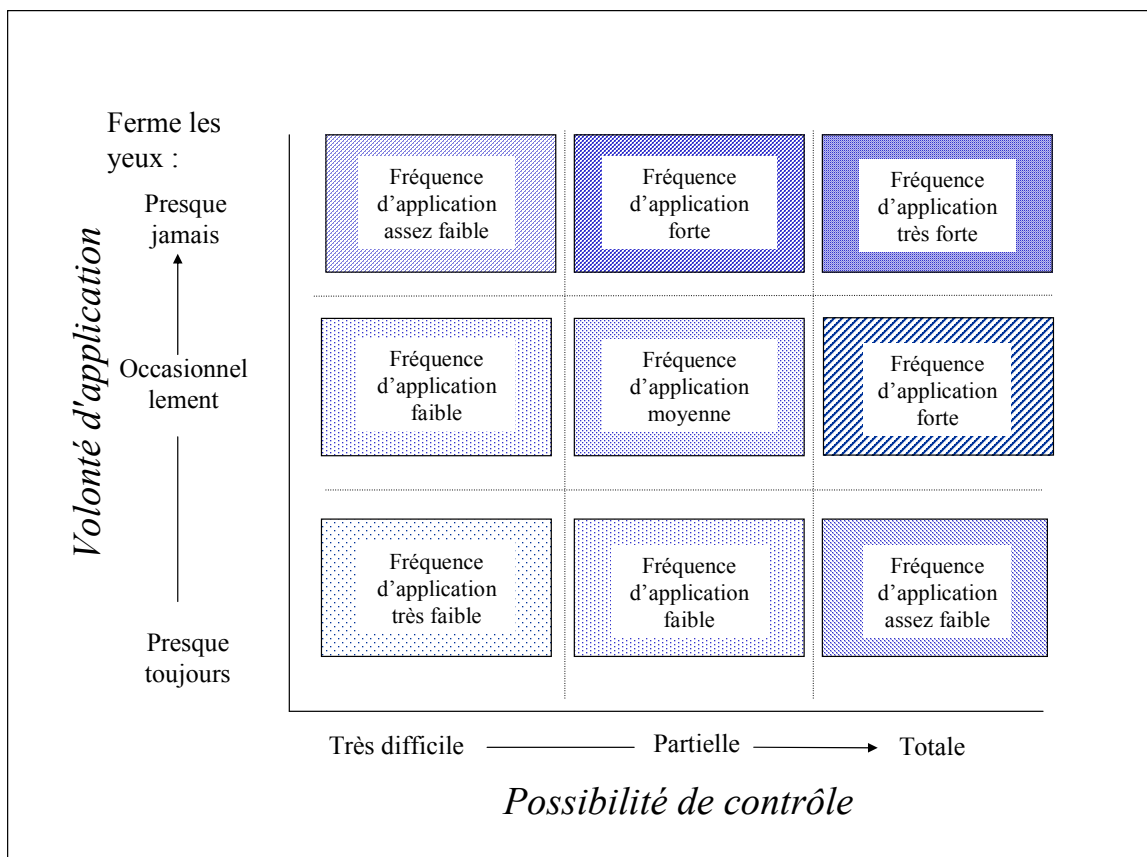 Ferme les
yeux :
Presque
jamais
Fréquence
d’application
assez faible
Fréquence
d’application
forte
Fréquence
d’application
très forte
Volonté d'application
Occasionnel
lement
Fréquence
d’application
faible
Fréquence
d’application
moyenne
Fréquence
d’application
forte
Presque
toujours
Fréquence
d’application
très faible
Fréquence
d’application
faible
Fréquence
d’application
assez faible
Très difficile
Partielle
Totale
Possibilité de contrôle